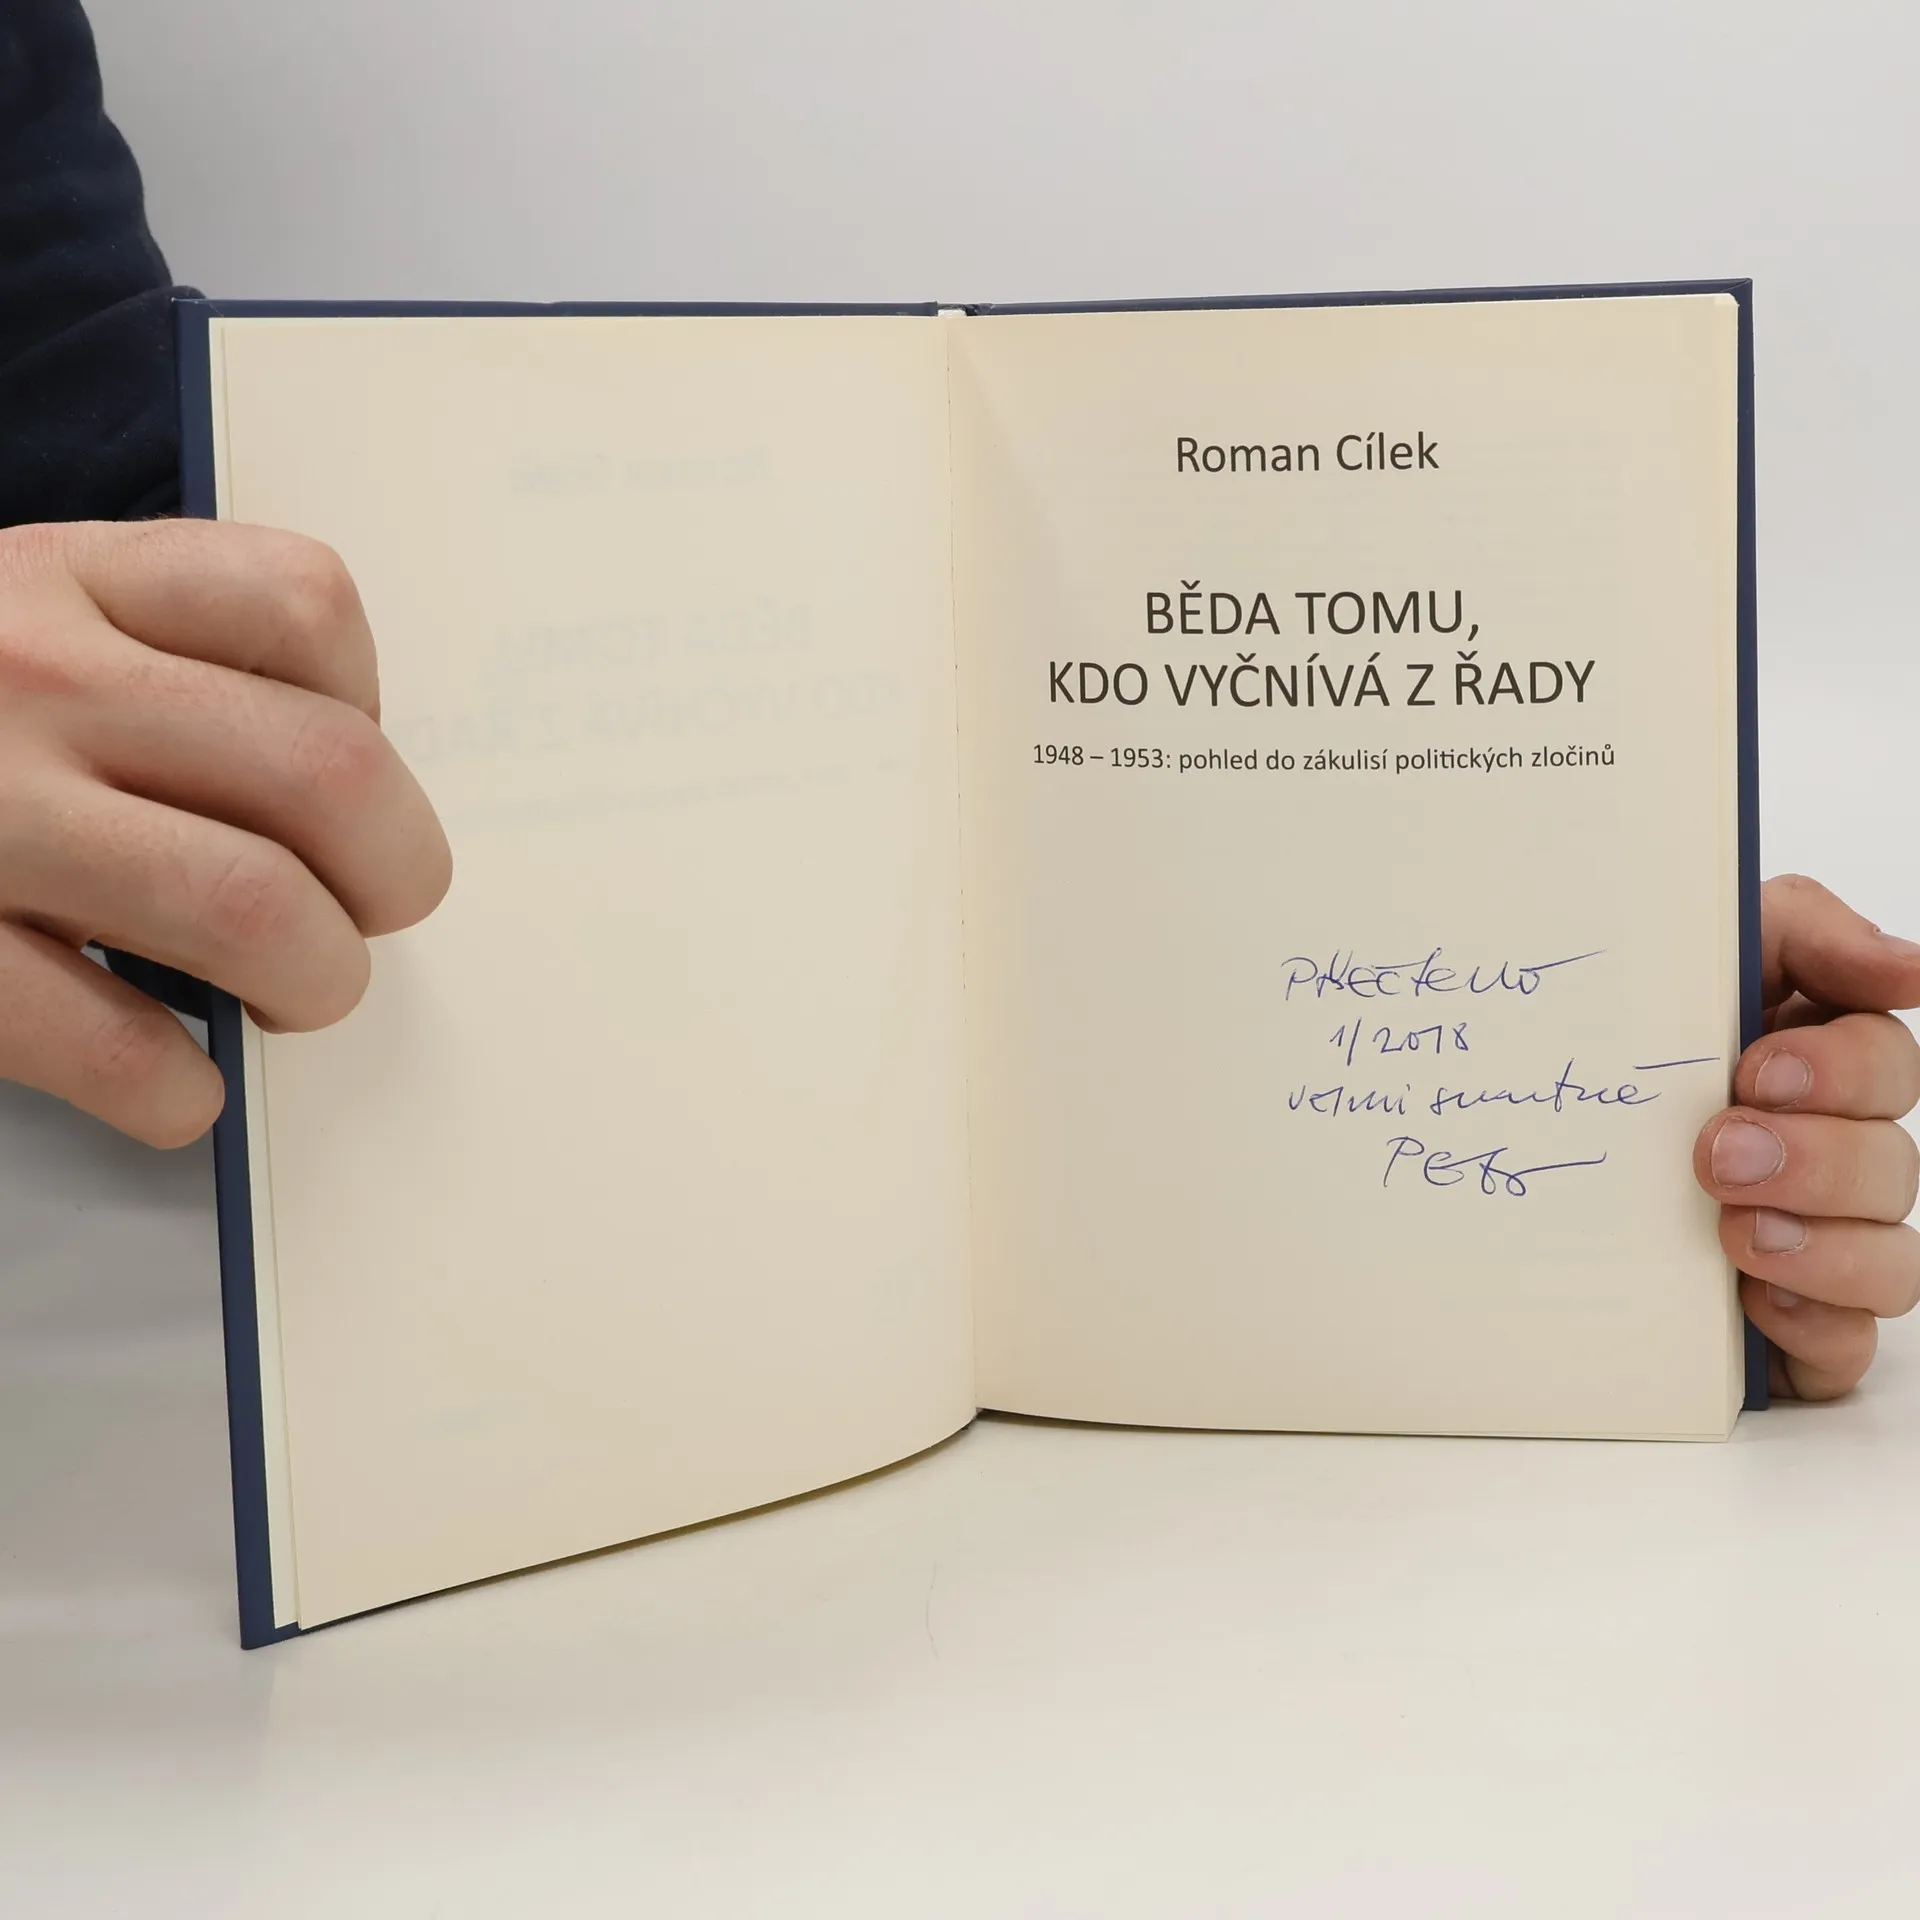 Roman Cílek
BĚDA TOMU,
KDO VYČNÍVÁ Z ŘADY
1948 – 1953: pohled do zákulisí politických zločinů
PŘEČTENO
1/2018
velmi smutné